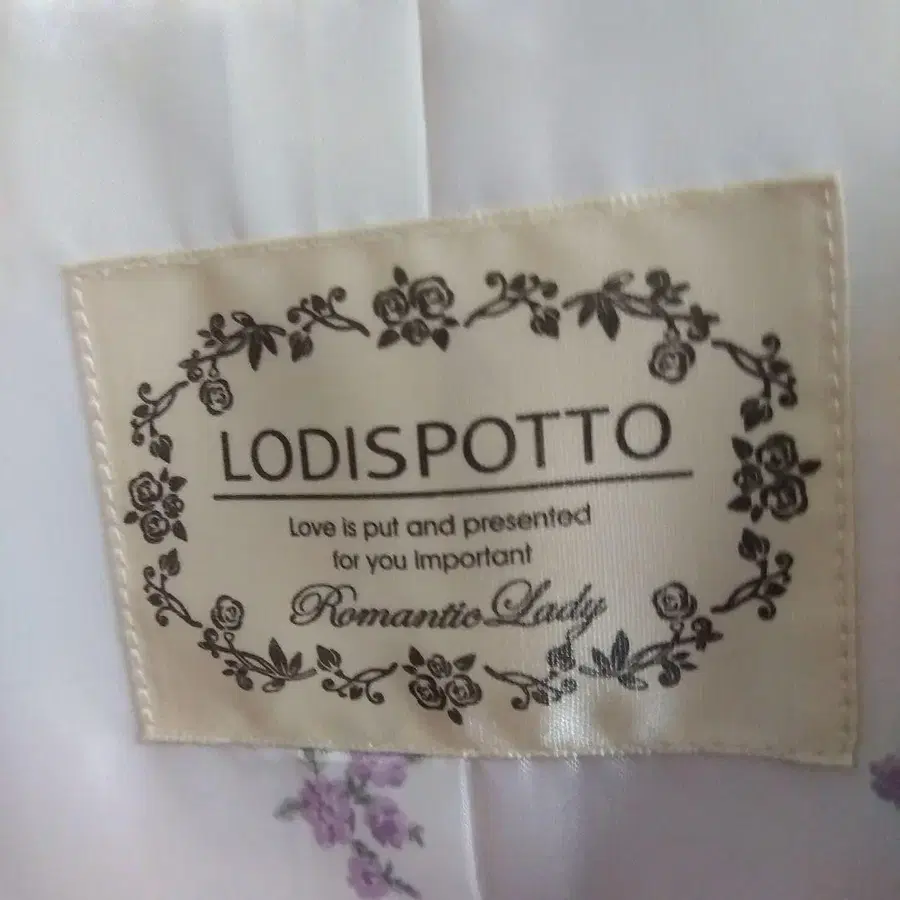 LODISPOTTO
Love is put and presented
for you important
Romantic Lady